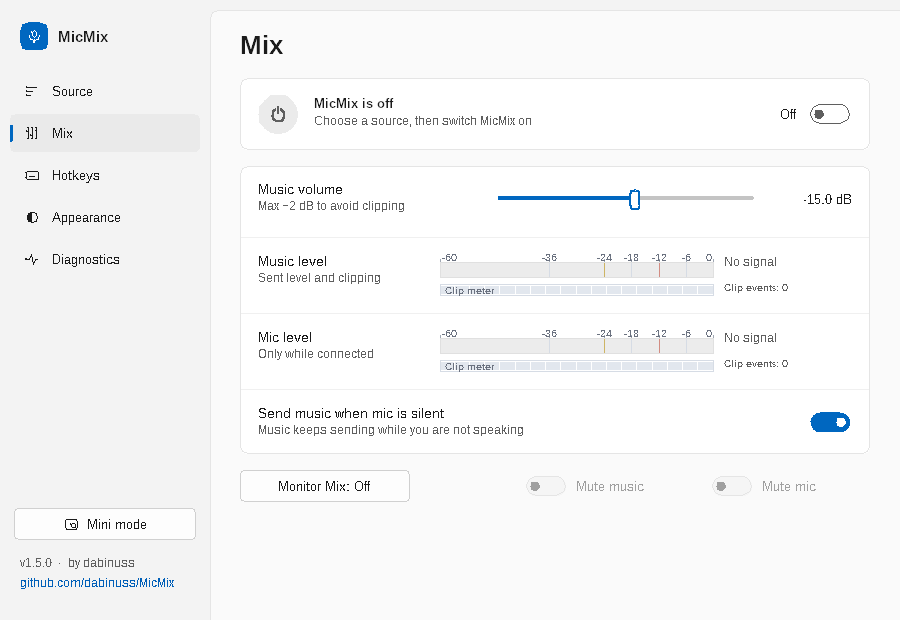 MicMix
Source
Mix
Hotkeys
Appearance
Diagnostics
Mini mode
v1.5.0 · by dabinuss
github.com/dabinuss/MicMix
Mix
MicMix is off
Choose a source, then switch MicMix on
Off
Music volume
Max −2 dB to avoid clipping
-15.0 dB
Music level
Sent level and clipping
-60 -36 -24 -18 -12 -6 0
Clip meter
No signal
Clip events: 0
Mic level
Only while connected
-60 -36 -24 -18 -12 -6 0
Clip meter
No signal
Clip events: 0
Send music when mic is silent
Music keeps sending while you are not speaking
Monitor Mix: Off
Mute music
Mute mic